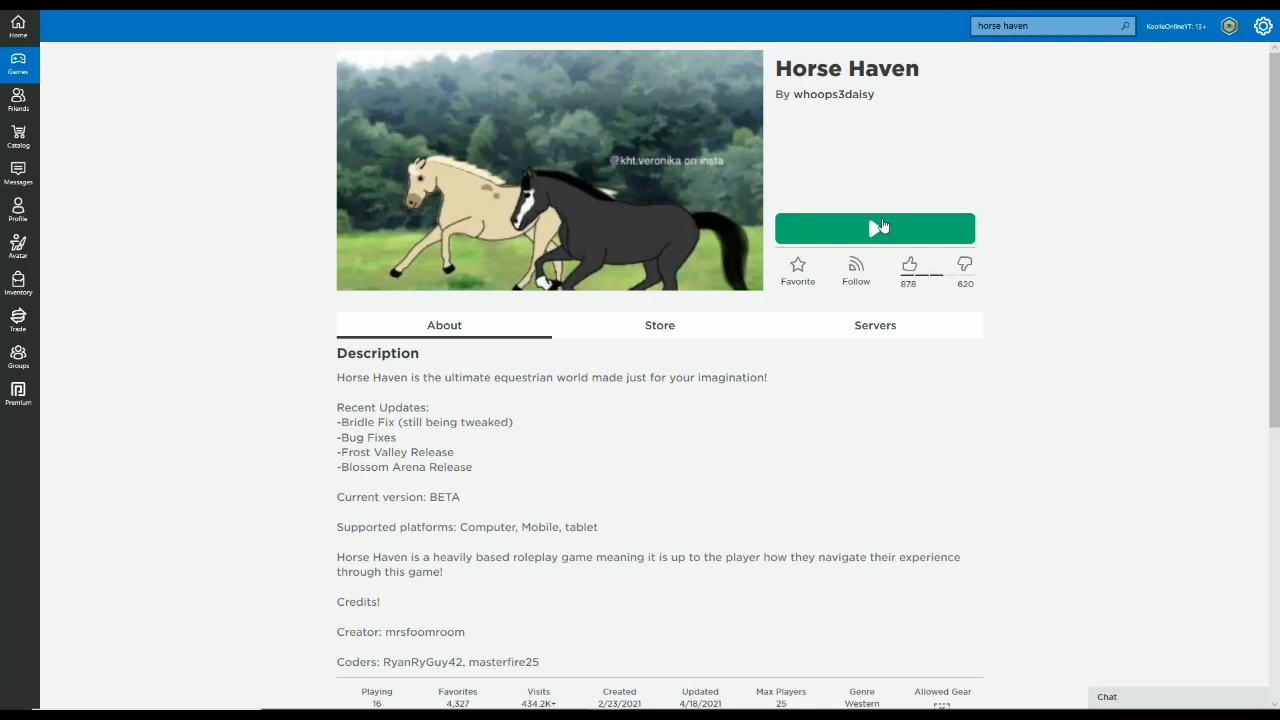 Home
Games
Friends
Catalog
Messages
Profile
Avatar
Inventory
Trade
Groups
Premium
horse haven
KoolieOnlineYT: 13+
@kht.veronika on insta
Horse Haven
By whoops3daisy
Favorite
Follow
878
620
About
Store
Servers
Description
Horse Haven is the ultimate equestrian world made just for your imagination!
Recent Updates:
-Bridle Fix (still being tweaked)
-Bug Fixes
-Frost Valley Release
-Blossom Arena Release
Current version: BETA
Supported platforms: Computer, Mobile, tablet
Horse Haven is a heavily based roleplay game meaning it is up to the player how they navigate their experience
through this game!
Credits!
Creator: mrsfoomroom
Coders: RyanRyGuy42, masterfire25
Playing Favorites Visits Created Updated Max Players Genre Allowed Gear
16 4,327 434.2K+ 2/23/2021 4/18/2021 25 Western
Chat